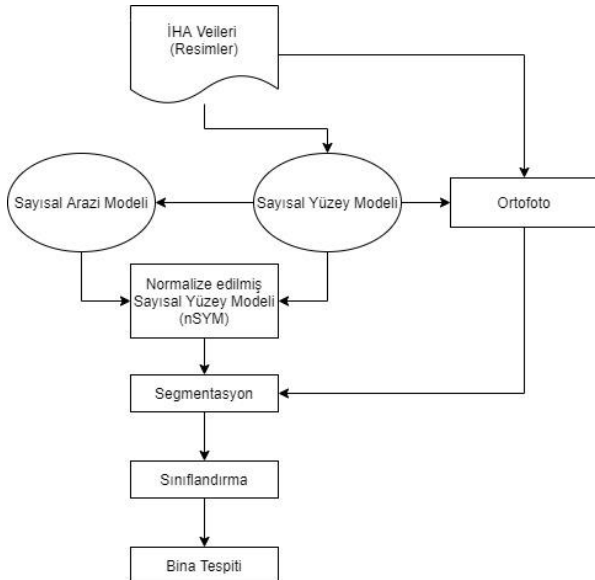 İHA Veileri
(Resimler)
Sayısal Arazi Modeli
Sayısal Yüzey Modeli
Ortofoto
Normalize edilmiş
Sayısal Yüzey Modeli
(nSYM)
Segmentasyon
Sınıflandırma
Bina Tespiti